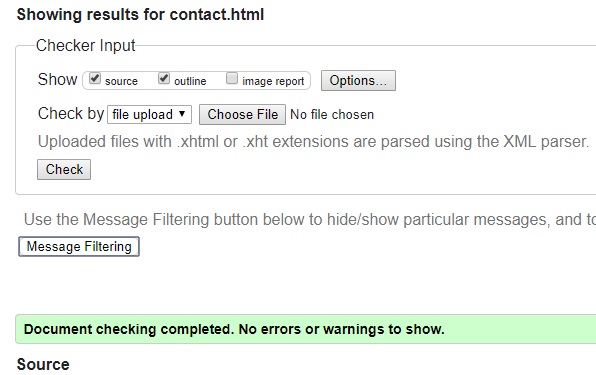 Showing results for contact.html
Checker Input
Show source outline image report Options...
Check by file upload Choose File No file chosen
Uploaded files with .xhtml or .xht extensions are parsed using the XML parser.
Check
Use the Message Filtering button below to hide/show particular messages, and to
Message Filtering
Document checking completed. No errors or warnings to show.
Source